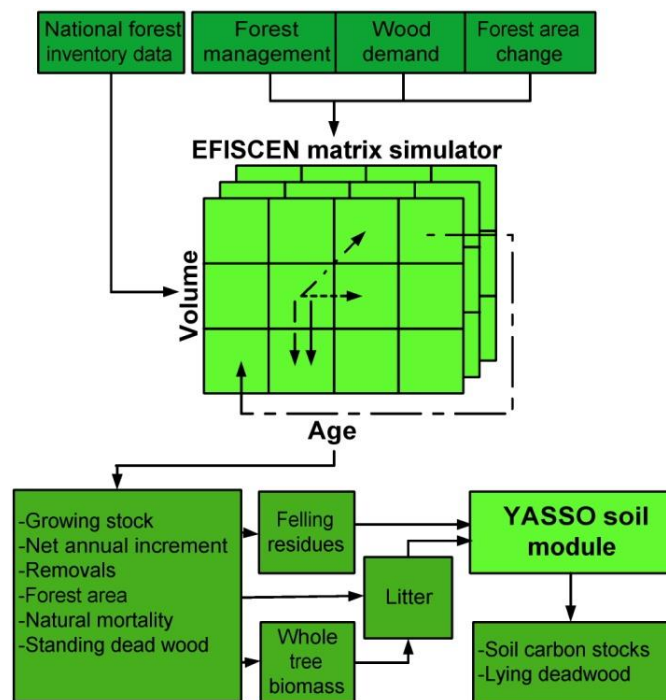 National forest
inventory data
Forest
management
Wood
demand
Forest area
change
EFISCEN matrix simulator
Volume
Age
-Growing stock
-Net annual increment
-Removals
-Forest area
-Natural mortality
-Standing dead wood
Felling
residues
Litter
Whole
tree
biomass
YASSO soil
module
-Soil carbon stocks
-Lying deadwood